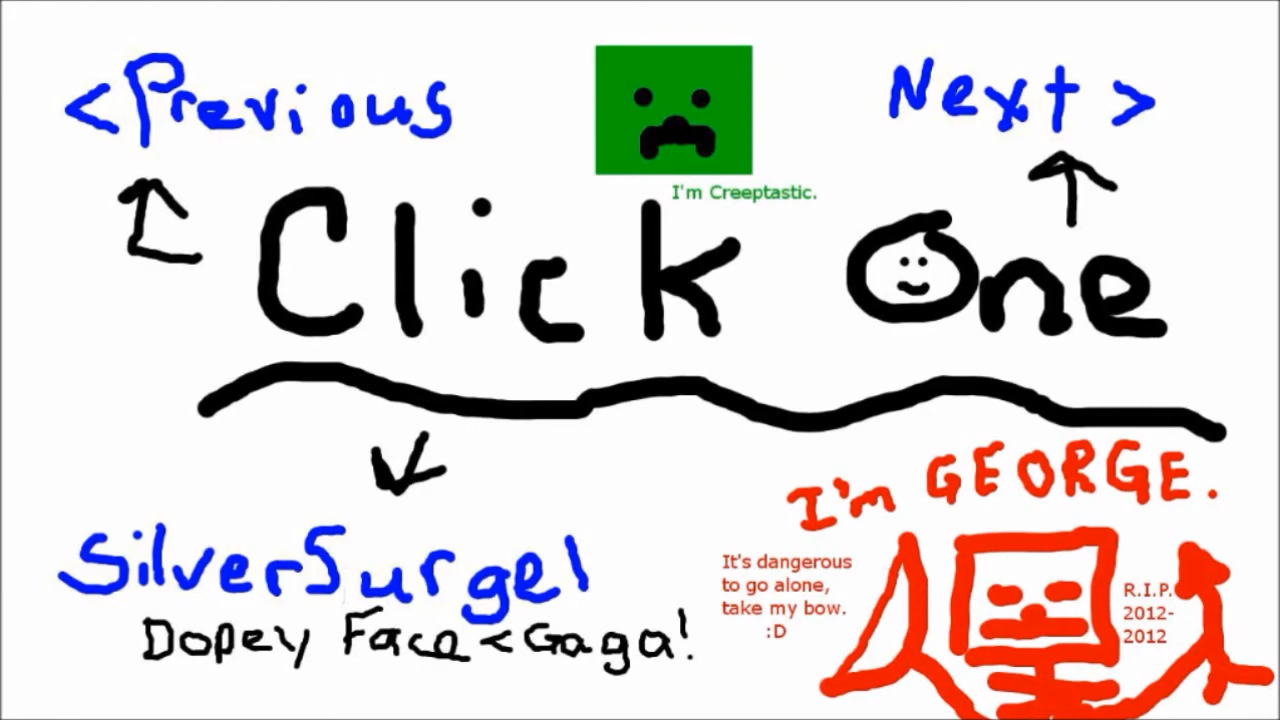 <Previous
Next >
I'm Creeptastic.
Click One
I'm GEORGE.
SilverSurge1
Dopey Face <Gaga!
It's dangerous
to go alone,
take my bow.
:D
R.I.P.
2012-
2012